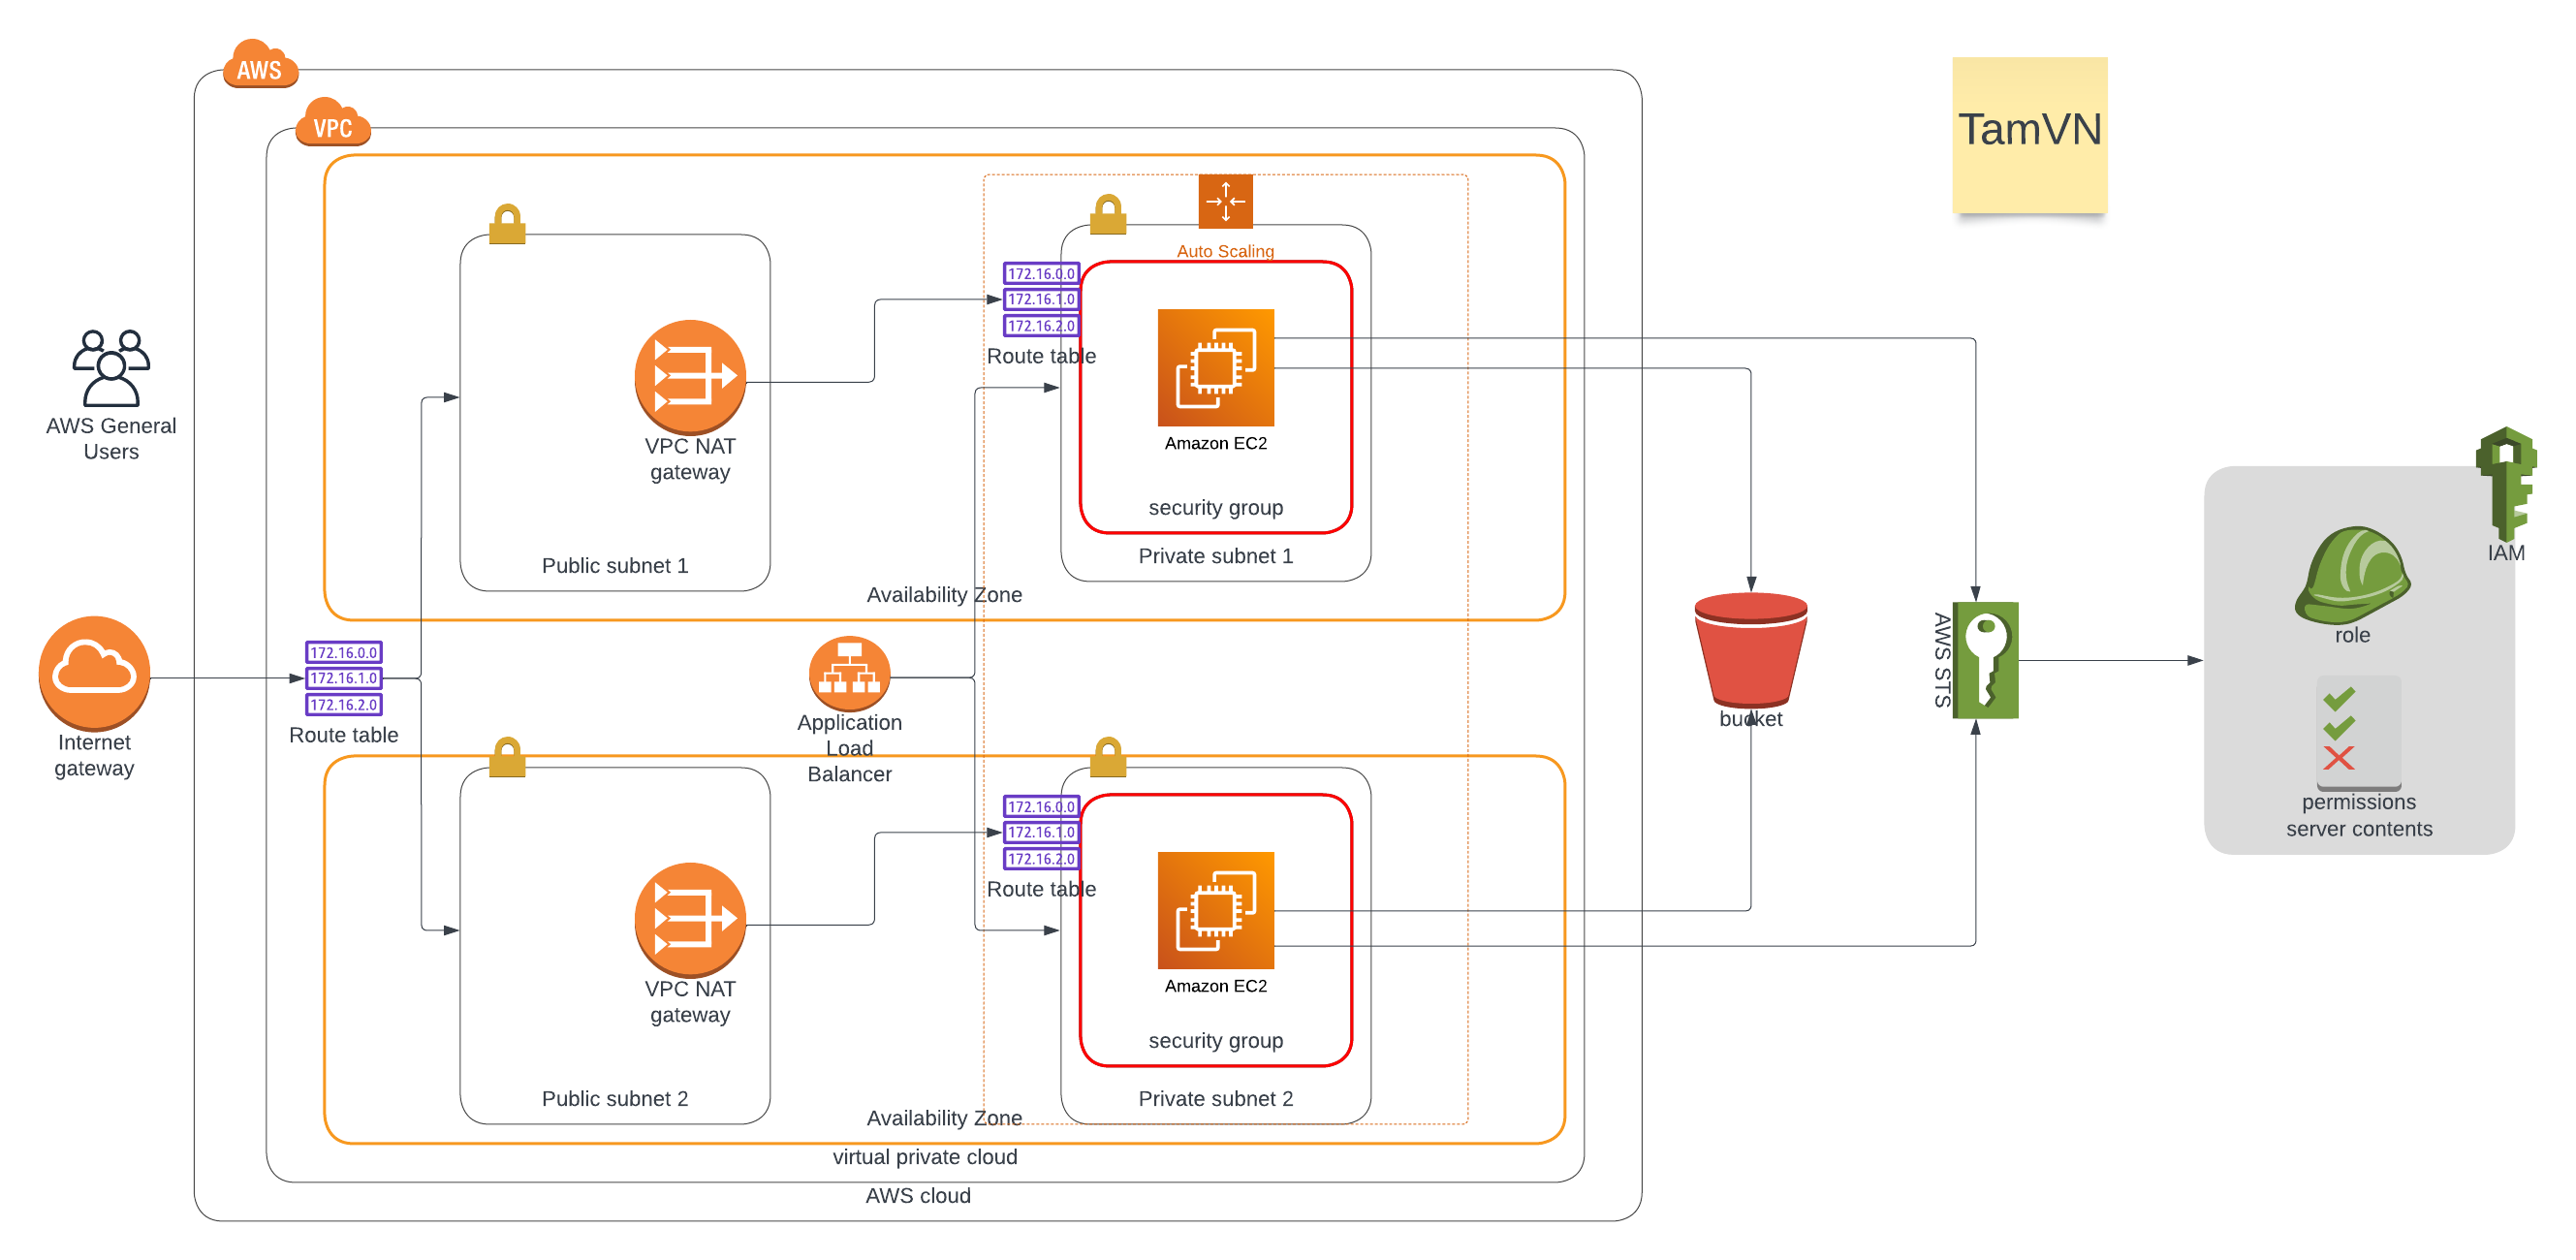 AWS
VPC
TamVN
Auto Scaling
172.16.0.0
172.16.1.0
172.16.2.0
Route table
AWS General
Users
VPC NAT
gateway
Amazon EC2
security group
Public subnet 1
Private subnet 1
Availability Zone
IAM
Internet
gateway
172.16.0.0
172.16.1.0
172.16.2.0
Route table
Application
Load
Balancer
bucket
AWS STS
role
permissions
server contents
172.16.0.0
172.16.1.0
172.16.2.0
Route table
VPC NAT
gateway
Amazon EC2
security group
Public subnet 2
Private subnet 2
Availability Zone
virtual private cloud
AWS cloud